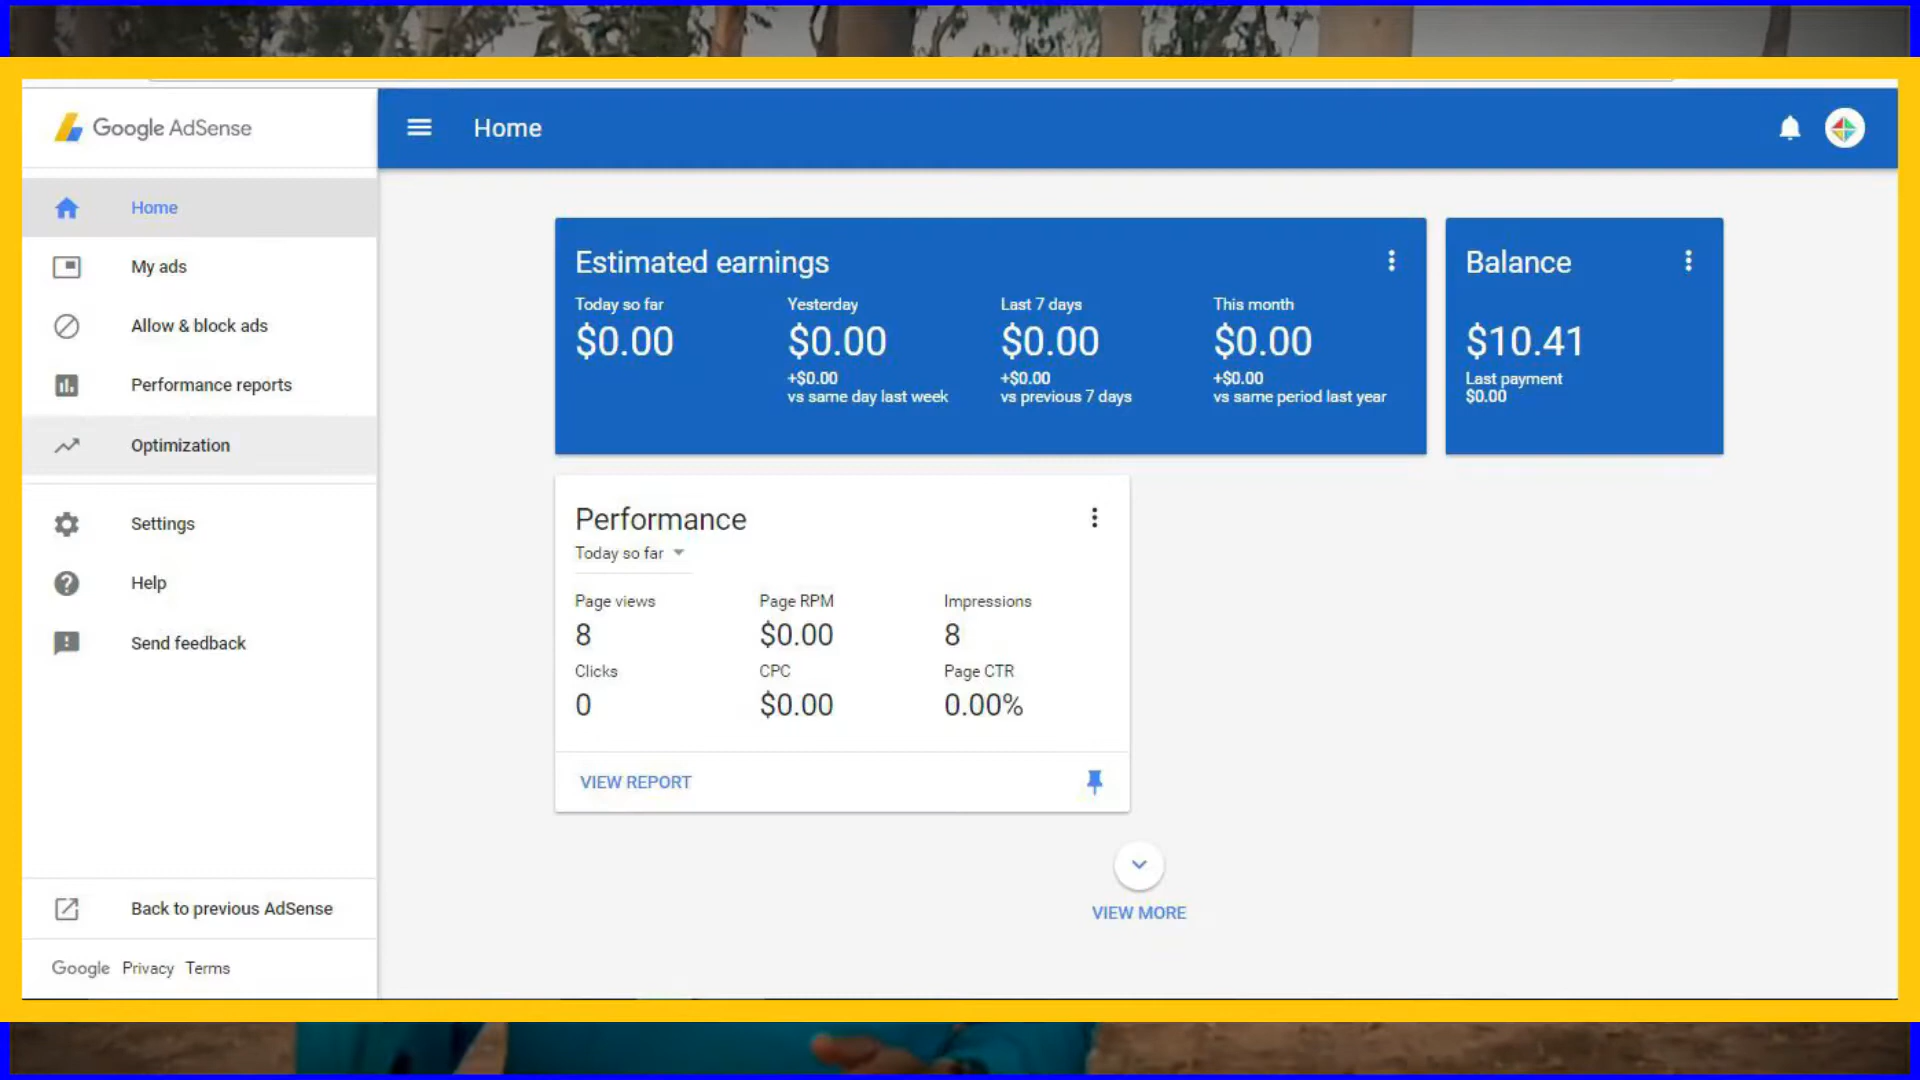 Google AdSense
Home
Home
My ads
Allow & block ads
Performance reports
Optimization
Settings
Help
Send feedback
Back to previous AdSense
Google Privacy Terms
Estimated earnings
Today so far
$0.00
Yesterday
$0.00
+$0.00
vs same day last week
Last 7 days
$0.00
+$0.00
vs previous 7 days
This month
$0.00
+$0.00
vs same period last year
Balance
$10.41
Last payment
$0.00
Performance
Today so far
Page views
8
Page RPM
$0.00
Impressions
8
Clicks
0
CPC
$0.00
Page CTR
0.00%
VIEW REPORT
VIEW MORE